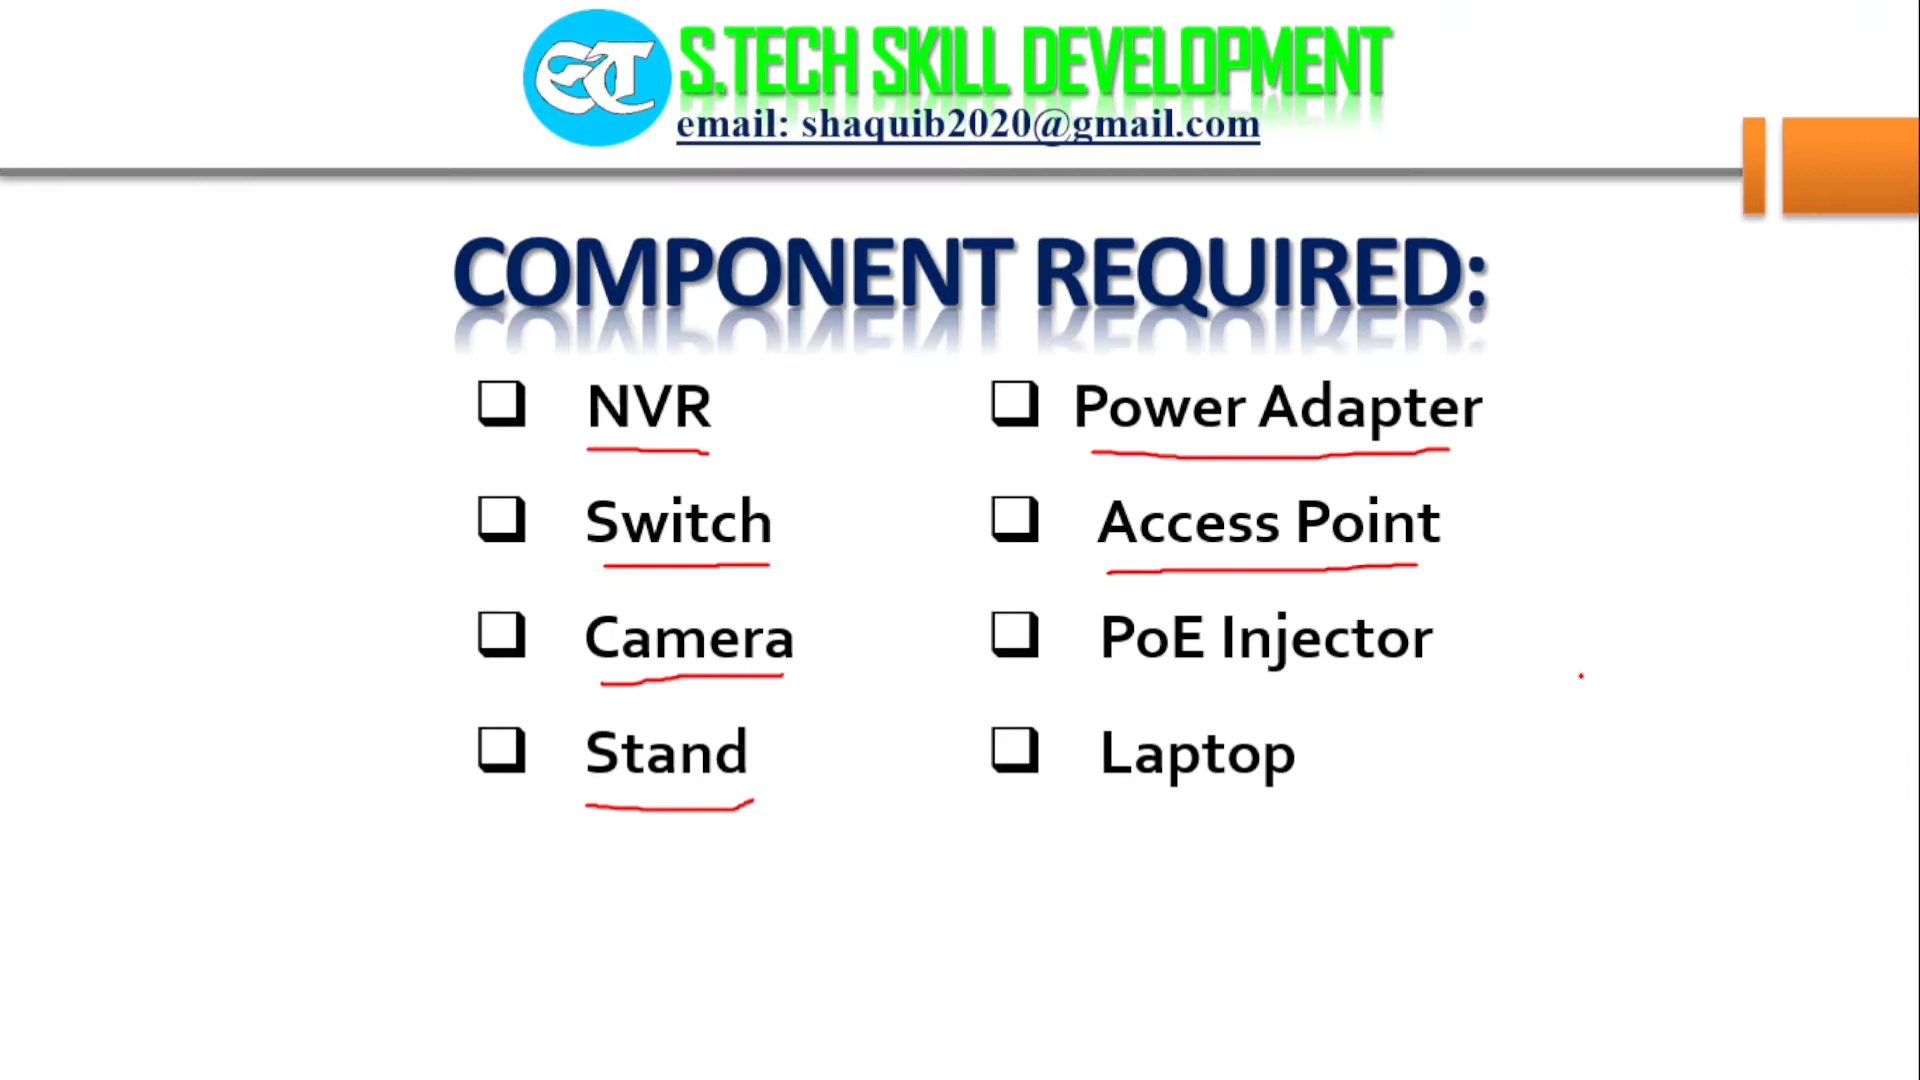 S.TECH SKILL DEVELOPMENT
email: shaquib2020@gmail.com
COMPONENT REQUIRED:
❑ NVR
❑ Switch
❑ Camera
❑ Stand
❑ Power Adapter
❑ Access Point
❑ PoE Injector
❑ Laptop